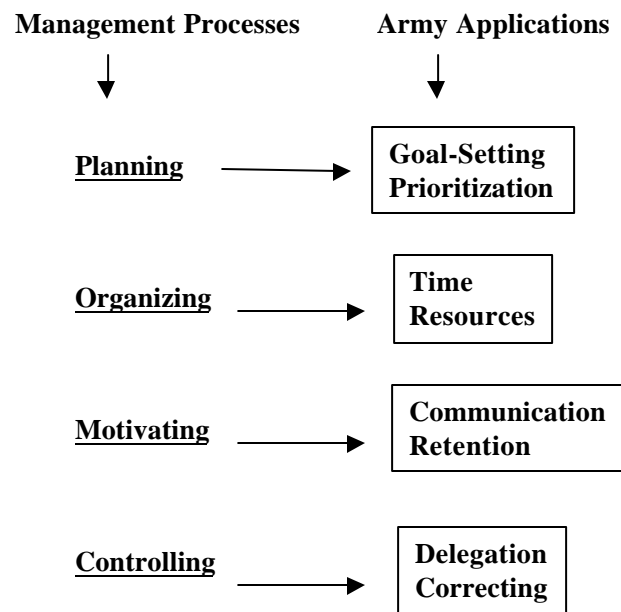 Management Processes Army Applications
Planning
Goal-Setting
Prioritization
Organizing
Time
Resources
Motivating
Communication
Retention
Controlling
Delegation
Correcting